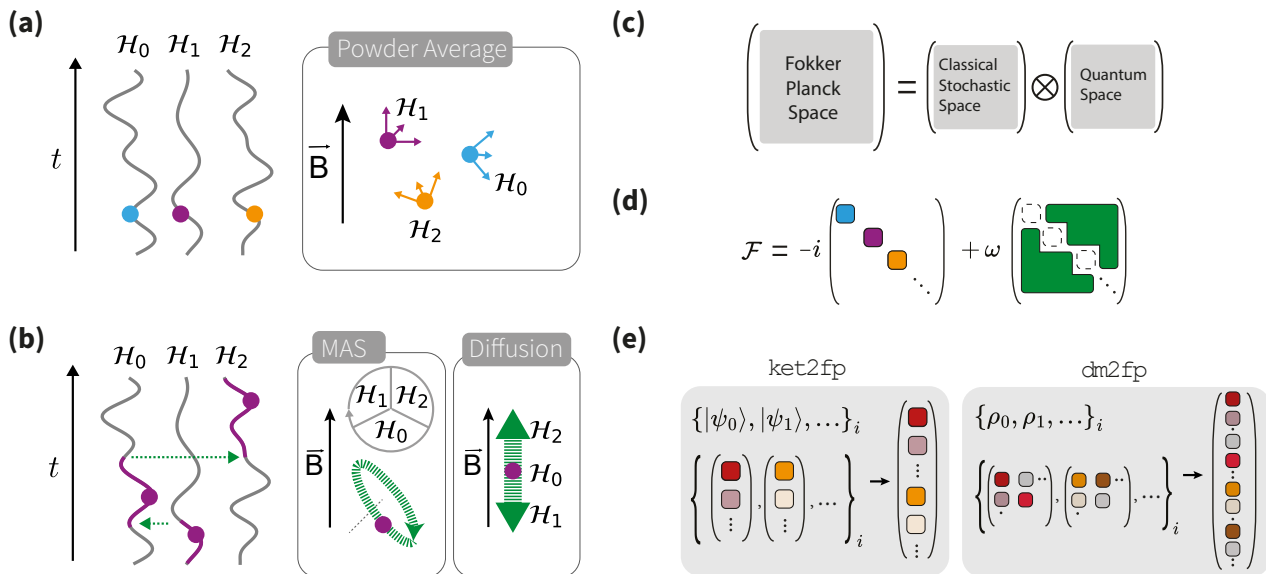 (a)
𝓗₀ 𝓗₁ 𝓗₂
t
Powder Average
B⃗
𝓗₁
𝓗₀
𝓗₂
(b)
𝓗₀ 𝓗₁ 𝓗₂
t
MAS
𝓗₁ 𝓗₂
𝓗₀
B⃗
Diffusion
B⃗
𝓗₂
𝓗₀
𝓗₁
(c)
Fokker
Planck
Space
=
Classical
Stochastic
Space
⊗
Quantum
Space
(d)
𝓕 = -i ( ⋱ ) + ω ( ⋱ )
(e)
ket2fp
{|ψ₀⟩, |ψ₁⟩, ...}ᵢ
{( ⋮ ), ( ⋮ ), ...}ᵢ → ( ⋮ ⋮ )
dm2fp
{ρ₀, ρ₁, ...}ᵢ
{( ·· · ), ( ·· · ), ...}ᵢ → ( · ⋮ · ⋮ )